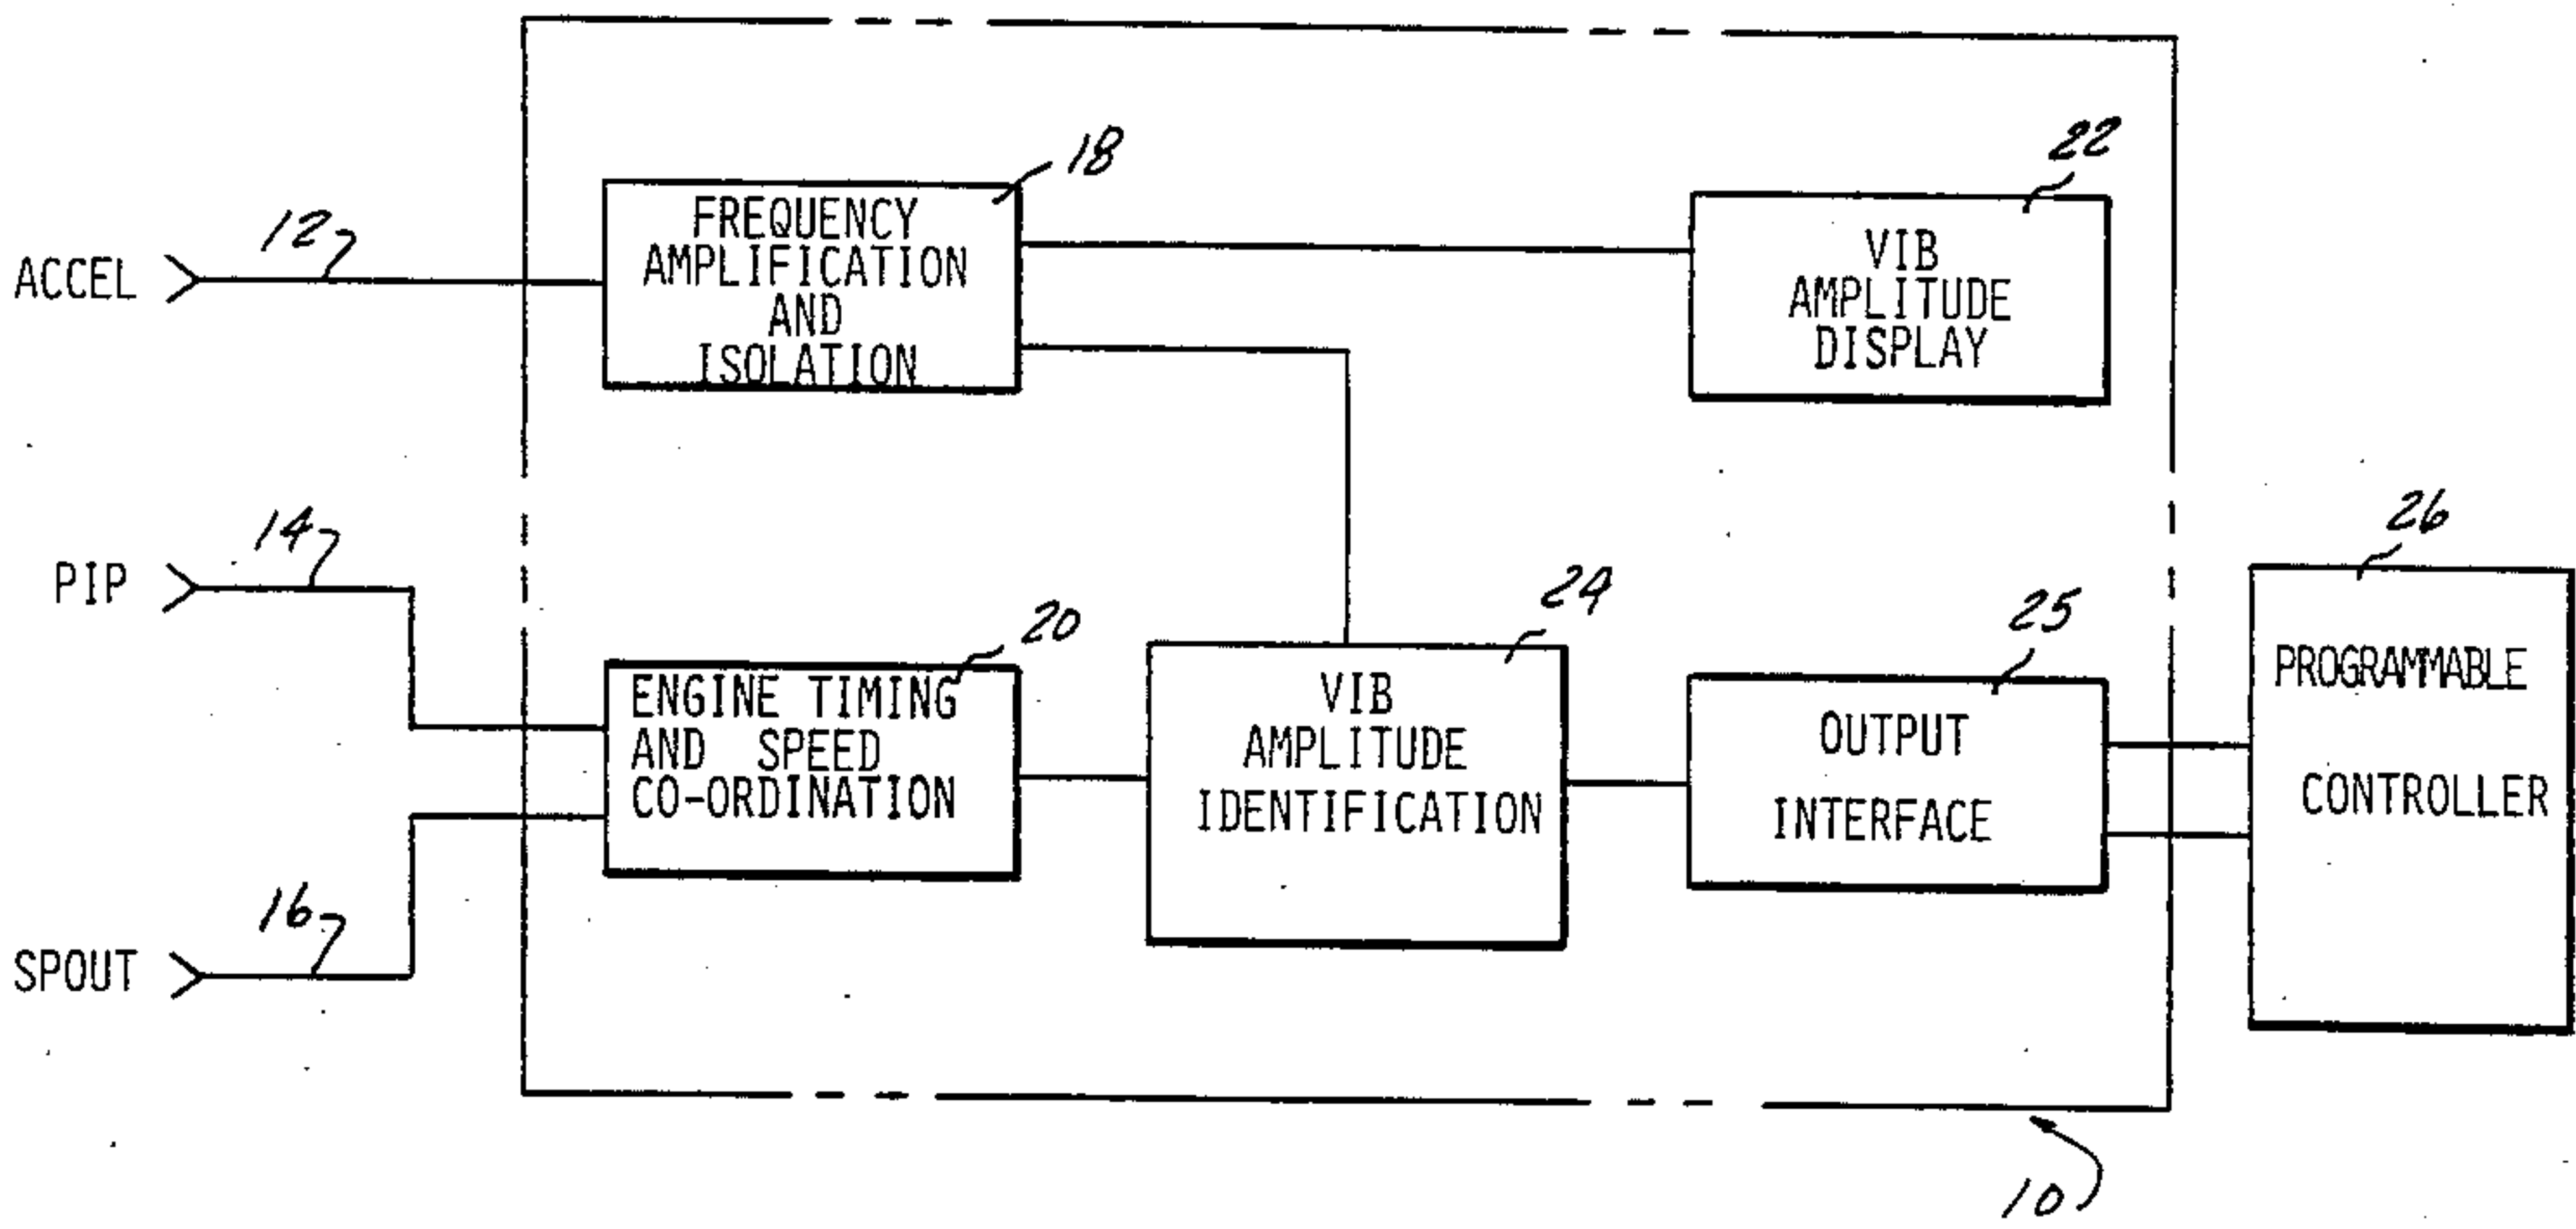 18
22
FREQUENCY
AMPLIFICATION
AND
ISOLATION
VIB
AMPLITUDE
DISPLAY
12
ACCEL
14
PIP
26
PROGRAMMABLE
CONTROLLER
20
24
25
ENGINE TIMING
AND SPEED
CO-ORDINATION
VIB
AMPLITUDE
IDENTIFICATION
OUTPUT
INTERFACE
16
SPOUT
10